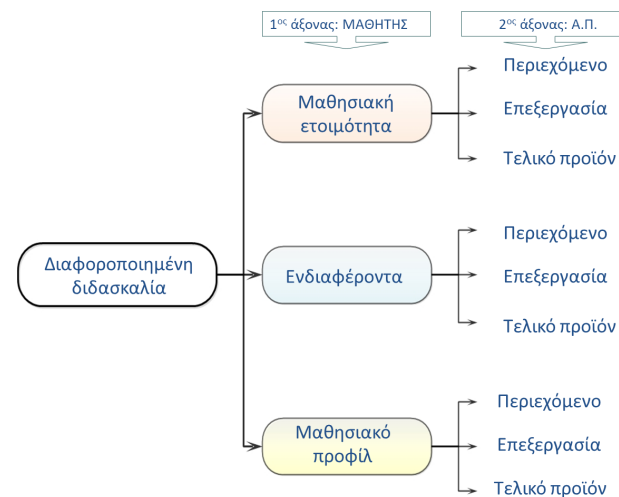 1ος άξονας: ΜΑΘΗΤΗΣ
2ος άξονας: Α.Π.
Μαθησιακή
ετοιμότητα
Περιεχόμενο
Επεξεργασία
Τελικό προϊόν
Διαφοροποιημένη
διδασκαλία
Ενδιαφέροντα
Περιεχόμενο
Επεξεργασία
Τελικό προϊόν
Μαθησιακό
προφίλ
Περιεχόμενο
Επεξεργασία
Τελικό προϊόν